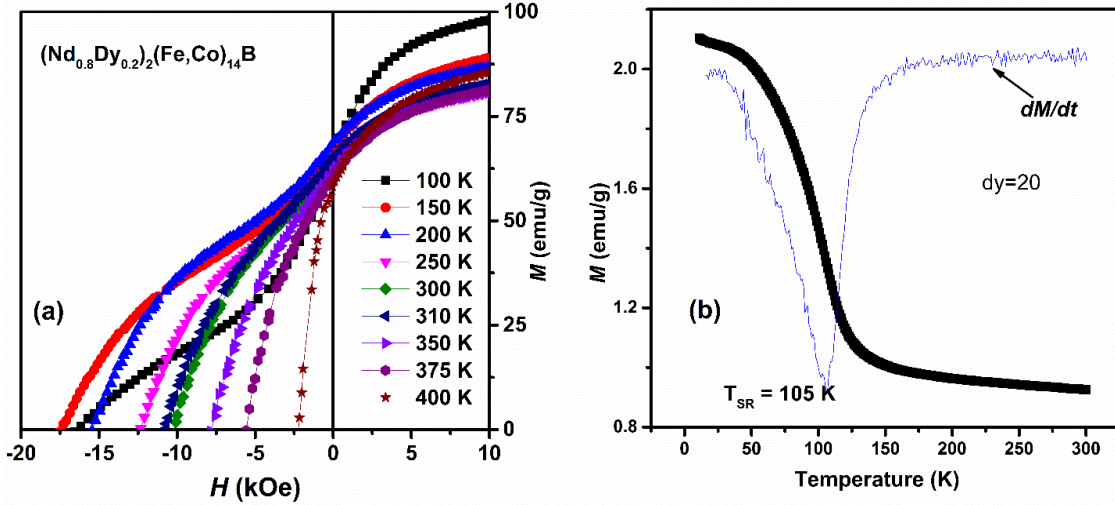 (Nd0.8Dy0.2)2(Fe,Co)14B
(a)
100 K
150 K
200 K
250 K
300 K
310 K
350 K
375 K
400 K
100
75
50
25
0
M (emu/g)
-25
-20
-15
-10
-5
0
5
10
H (kOe)
2.0
1.6
1.2
0.8
M (emu/g)
dM/dt
dy=20
(b)
TSR = 105 K
0
50
100
150
200
250
300
Temperature (K)